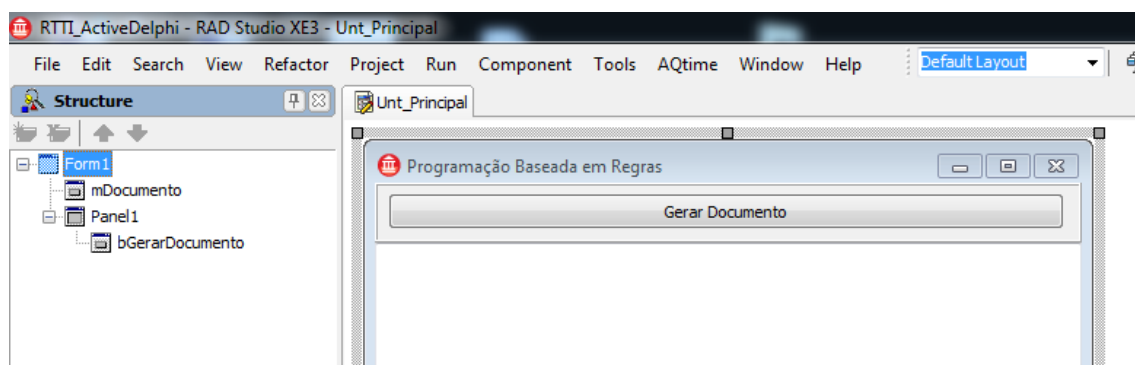 RTTI_ActiveDelphi - RAD Studio XE3 - Unt_Principal
File Edit Search View Refactor Project Run Component Tools AQtime Window Help Default Layout
Structure
Unt_Principal
Form1
mDocumento
Panel1
bGerarDocumento
Programação Baseada em Regras
Gerar Documento